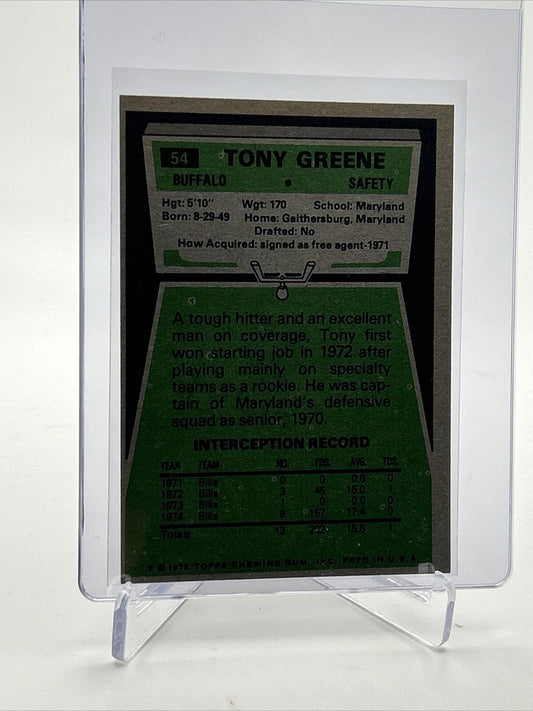 54 TONY GREENE
BUFFALO • SAFETY
Hgt: 5'10" Wgt: 170 School: Maryland
Born: 8-29-49 Home: Gaithersburg, Maryland
Drafted: No
How Acquired: signed as free agent-1971
A tough hitter and an excellent
man on coverage, Tony first
won starting job in 1972 after
playing mainly on specialty
teams as a rookie. He was cap-
tain of Maryland's defensive
squad as senior, 1970.
INTERCEPTION RECORD
YEAR TEAM NO. YDS. AVG. TDS.
1971 Bills 0 0 0.0 0
1972 Bills 3 45 15.0 1
1973 Bills 1 0 0.0 0
1974 Bills 9 157 17.4 0
Totals 13 202 15.5 1
© 1975 TOPPS CHEWING GUM, INC. PRTD IN U.S.A.